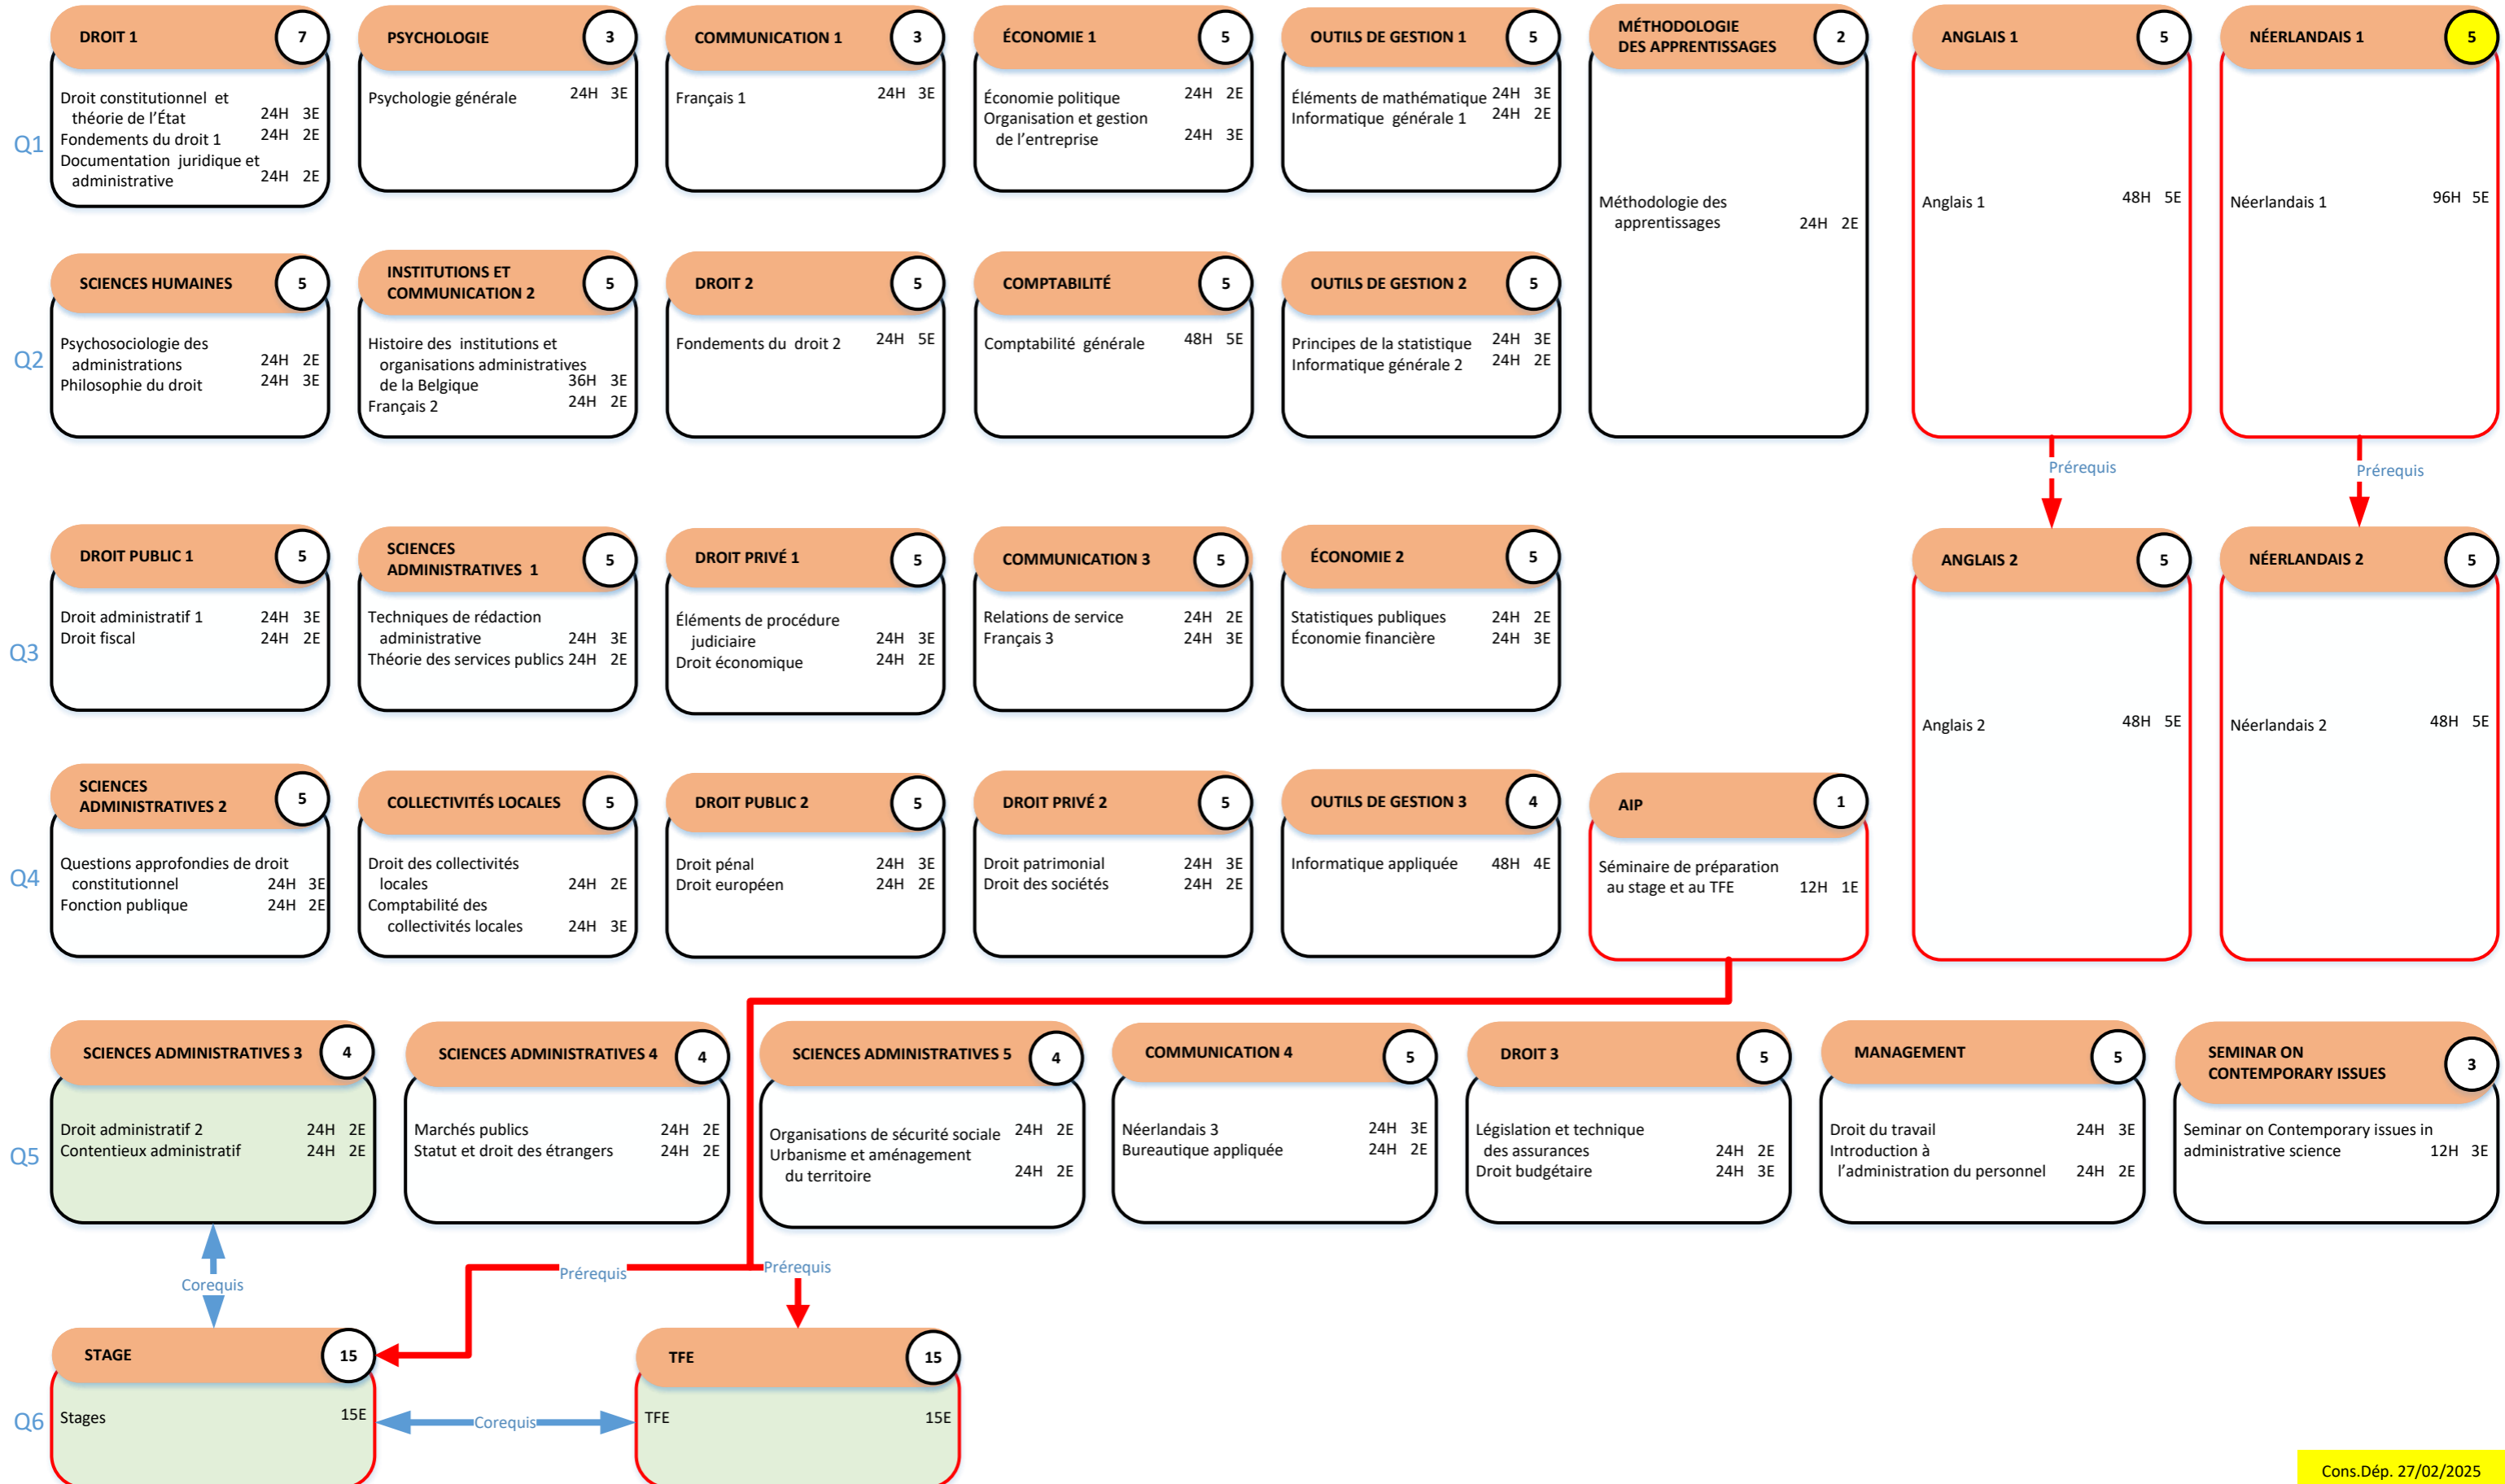 DROIT 1 7
Droit constitutionnel et
théorie de l'État 24H 3E
Fondements du droit 1 24H 2E
Documentation juridique et
administrative 24H 2E
PSYCHOLOGIE 3
Psychologie générale 24H 3E
COMMUNICATION 1 3
Français 1 24H 3E
ÉCONOMIE 1 5
Économie politique 24H 2E
Organisation et gestion
de l'entreprise 24H 3E
OUTILS DE GESTION 1 5
Éléments de mathématique 24H 3E
Informatique générale 1 24H 2E
MÉTHODOLOGIE
DES APPRENTISSAGES 2
Méthodologie des
apprentissages 24H 2E
ANGLAIS 1 5
Anglais 1 48H 5E
NÉERLANDAIS 1 5
Néerlandais 1 96H 5E
Q1
SCIENCES HUMAINES 5
Psychosociologie des
administrations 24H 2E
Philosophie du droit 24H 3E
INSTITUTIONS ET
COMMUNICATION 2 5
Histoire des institutions et
organisations administratives
de la Belgique 36H 3E
Français 2 24H 2E
DROIT 2 5
Fondements du droit 2 24H 5E
COMPTABILITÉ 5
Comptabilité générale 48H 5E
OUTILS DE GESTION 2 5
Principes de la statistique 24H 3E
Informatique générale 2 24H 2E
Q2
Prérequis
Prérequis
DROIT PUBLIC 1 5
Droit administratif 1 24H 3E
Droit fiscal 24H 2E
SCIENCES
ADMINISTRATIVES 1 5
Techniques de rédaction
administrative 24H 3E
Théorie des services publics 24H 2E
DROIT PRIVÉ 1 5
Éléments de procédure
judiciaire 24H 3E
Droit économique 24H 2E
COMMUNICATION 3 5
Relations de service 24H 2E
Français 3 24H 3E
ÉCONOMIE 2 5
Statistiques publiques 24H 2E
Économie financière 24H 3E
ANGLAIS 2 5
Anglais 2 48H 5E
NÉERLANDAIS 2 5
Néerlandais 2 48H 5E
Q3
SCIENCES
ADMINISTRATIVES 2 5
Questions approfondies de droit
constitutionnel 24H 3E
Fonction publique 24H 2E
COLLECTIVITÉS LOCALES 5
Droit des collectivités
locales 24H 2E
Comptabilité des
collectivités locales 24H 3E
DROIT PUBLIC 2 5
Droit pénal 24H 3E
Droit européen 24H 2E
DROIT PRIVÉ 2 5
Droit patrimonial 24H 3E
Droit des sociétés 24H 2E
OUTILS DE GESTION 3 4
Informatique appliquée 48H 4E
AIP 1
Séminaire de préparation
au stage et au TFE 12H 1E
Q4
SCIENCES ADMINISTRATIVES 3 4
Droit administratif 2 24H 2E
Contentieux administratif 24H 2E
SCIENCES ADMINISTRATIVES 4 4
Marchés publics 24H 2E
Statut et droit des étrangers 24H 2E
SCIENCES ADMINISTRATIVES 5 4
Organisations de sécurité sociale 24H 2E
Urbanisme et aménagement
du territoire 24H 2E
COMMUNICATION 4 5
Néerlandais 3 24H 3E
Bureautique appliquée 24H 2E
DROIT 3 5
Législation et technique
des assurances 24H 2E
Droit budgétaire 24H 3E
MANAGEMENT 5
Droit du travail 24H 3E
Introduction à
l'administration du personnel 24H 2E
SEMINAR ON
CONTEMPORARY ISSUES 3
Seminar on Contemporary issues in
administrative science 12H 3E
Q5
Corequis
Prérequis
Prérequis
STAGE 15
Stages 15E
Corequis
TFE 15
TFE 15E
Q6
Cons.Dép. 27/02/2025